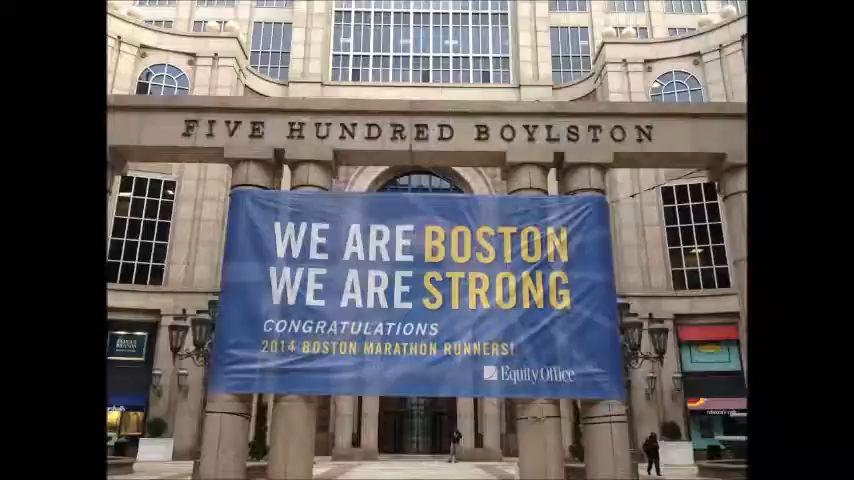 FIVE HUNDRED BOYLSTON
WE ARE BOSTON
WE ARE STRONG
CONGRATULATIONS
2014 BOSTON MARATHON RUNNERS!
Equity Office